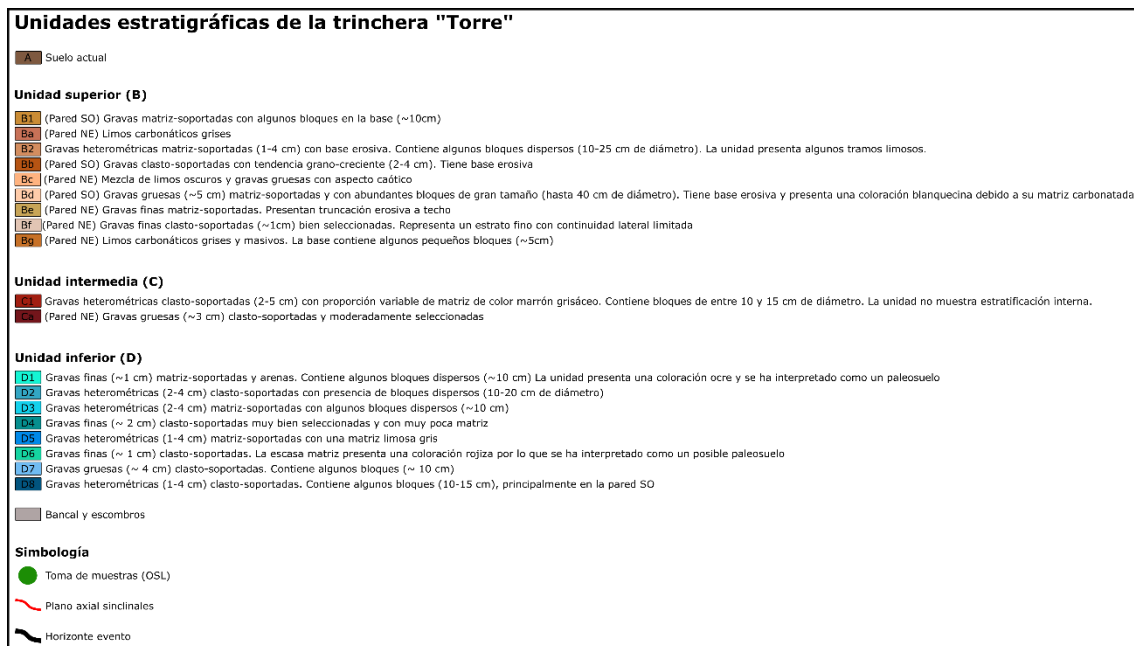 Unidades estratigráficas de la trinchera "Torre"
A Suelo actual
Unidad superior (B)
B1 (Pared SO) Gravas matriz-soportadas con algunos bloques en la base (~10cm)
Ba (Pared NE) Limos carbonáticos grises
B2 Gravas heterométricas matriz-soportadas (1-4 cm) con base erosiva. Contiene algunos bloques dispersos (10-25 cm de diámetro). La unidad presenta algunos tramos limosos.
Bb (Pared SO) Gravas clasto-soportadas con tendencia grano-creciente (2-4 cm). Tiene base erosiva
Bc (Pared NE) Mezcla de limos oscuros y gravas gruesas con aspecto caótico
Bd (Pared SO) Gravas gruesas (~5 cm) matriz-soportadas y con abundantes bloques de gran tamaño (hasta 40 cm de diámetro). Tiene base erosiva y presenta una coloración blanquecina debido a su matriz carbonatada
Be (Pared NE) Gravas finas matriz-soportadas. Presentan truncación erosiva a techo
Bf (Pared NE) Gravas finas clasto-soportadas (~1cm) bien seleccionadas. Representa un estrato fino con continuidad lateral limitada
Bg (Pared NE) Limos carbonáticos grises y masivos. La base contiene algunos pequeños bloques (~5cm)
Unidad intermedia (C)
C1 Gravas heterométricas clasto-soportadas (2-5 cm) con proporción variable de matriz de color marrón grisáceo. Contiene bloques de entre 10 y 15 cm de diámetro. La unidad no muestra estratificación interna.
Ca (Pared NE) Gravas gruesas (~3 cm) clasto-soportadas y moderadamente seleccionadas
Unidad inferior (D)
D1 Gravas finas (~1 cm) matriz-soportadas y arenas. Contiene algunos bloques dispersos (~10 cm) La unidad presenta una coloración ocre y se ha interpretado como un paleosuelo
D2 Gravas heterométricas (2-4 cm) clasto-soportadas con presencia de bloques dispersos (10-20 cm de diámetro)
D3 Gravas heterométricas (2-4 cm) matriz-soportadas con algunos bloques dispersos (~10 cm)
D4 Gravas finas (~ 2 cm) clasto-soportadas muy bien seleccionadas y con muy poca matriz
D5 Gravas heterométricas (1-4 cm) matriz-soportadas con una matriz limosa gris
D6 Gravas finas (~ 1 cm) clasto-soportadas. La escasa matriz presenta una coloración rojiza por lo que se ha interpretado como un posible paleosuelo
D7 Gravas gruesas (~ 4 cm) clasto-soportadas. Contiene algunos bloques (~ 10 cm)
D8 Gravas heterométricas (1-4 cm) clasto-soportadas. Contiene algunos bloques (10-15 cm), principalmente en la pared SO
Bancal y escombros
Simbología
Toma de muestras (OSL)
Plano axial sinclinales
Horizonte evento